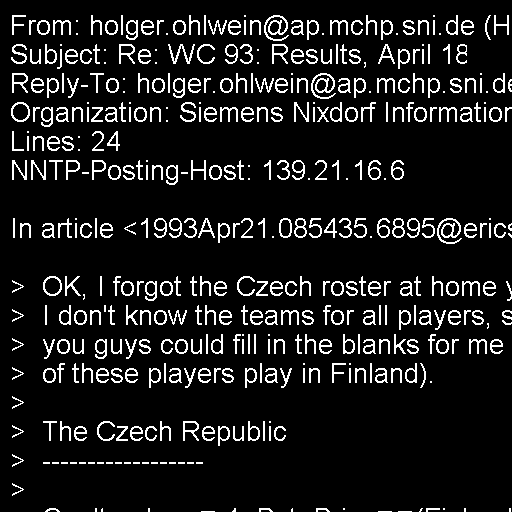 From: holger.ohlwein@ap.mchp.sni.de (H
Subject: Re: WC 93: Results, April 18
Reply-To: holger.ohlwein@ap.mchp.sni.de
Organization: Siemens Nixdorf Information
Lines: 24
NNTP-Posting-Host: 139.21.16.6

In article <1993Apr21.085435.6895@erics

>  OK, I forgot the Czech roster at home y
>  I don't know the teams for all players, s
>  you guys could fill in the blanks for me
>  of these players play in Finland).
>
>  The Czech Republic
>  ------------------
>